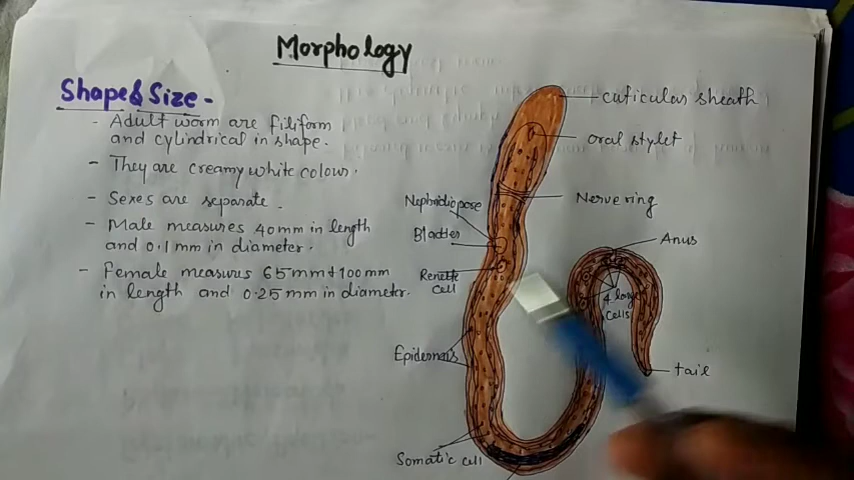 Morphology
Shape & Size -
- Adult worm are filiform
and cylindrical in shape.
- They are creamy white colour.
- Sexes are separate.
- Male measures 40mm in length
and 0.1 mm in diameter.
- Female measures 65mm to 100mm
in length and 0.25 mm in diameter.
cuticular sheath
oral stylet
Nerve ring
Nephridiopose
Bladder
Renette
cell
Anus
4 large
cells
Epidermis
tail
Somatic cell